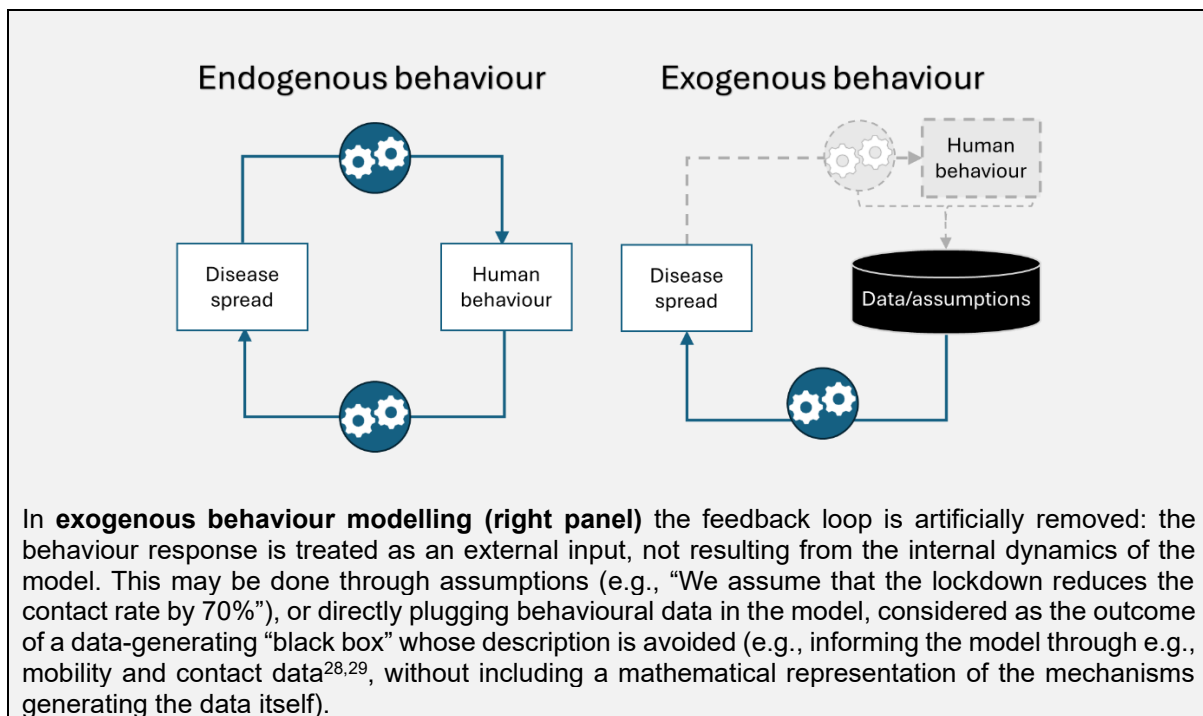 Endogenous behaviour
Exogenous behaviour
Human
behaviour
Disease
spread
Human
behaviour
Disease
spread
Data/assumptions
In exogenous behaviour modelling (right panel) the feedback loop is artificially removed: the
behaviour response is treated as an external input, not resulting from the internal dynamics of the
model. This may be done through assumptions (e.g., “We assume that the lockdown reduces the
contact rate by 70%”), or directly plugging behavioural data in the model, considered as the outcome
of a data-generating “black box” whose description is avoided (e.g., informing the model through e.g.,
mobility and contact data28,29, without including a mathematical representation of the mechanisms
generating the data itself).